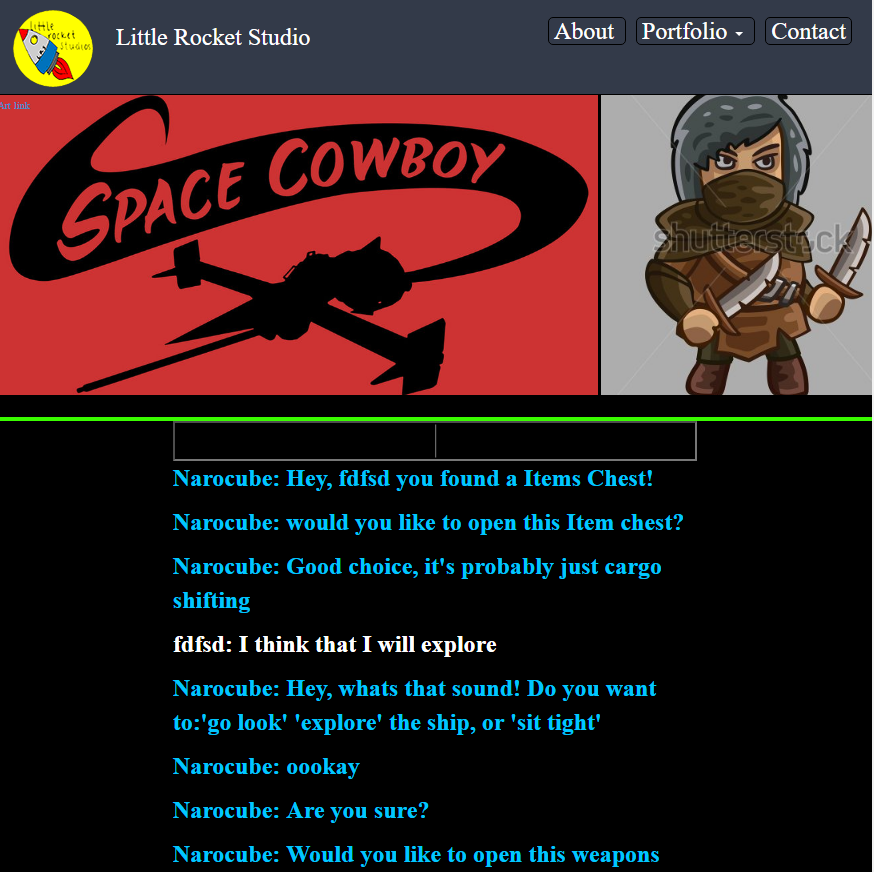 little
rocket
Studios
Little Rocket Studio
About
Portfolio
Contact
Art link
SPACE COWBOY
shutterstock
Narocube: Hey, fdfsd you found a Items Chest!
Narocube: would you like to open this Item chest?
Narocube: Good choice, it's probably just cargo
shifting
fdfsd: I think that I will explore
Narocube: Hey, whats that sound! Do you want
to:'go look' 'explore' the ship, or 'sit tight'
Narocube: oookay
Narocube: Are you sure?
Narocube: Would you like to open this weapons